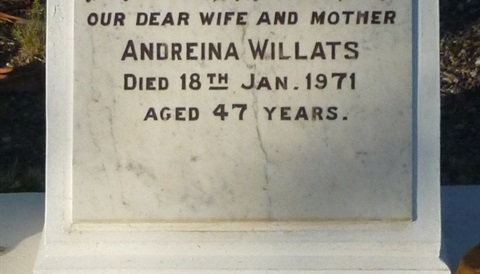 OUR DEAR WIFE AND MOTHER
ANDREINA WILLATS
DIED 18TH JAN. 1971
AGED 47 YEARS.